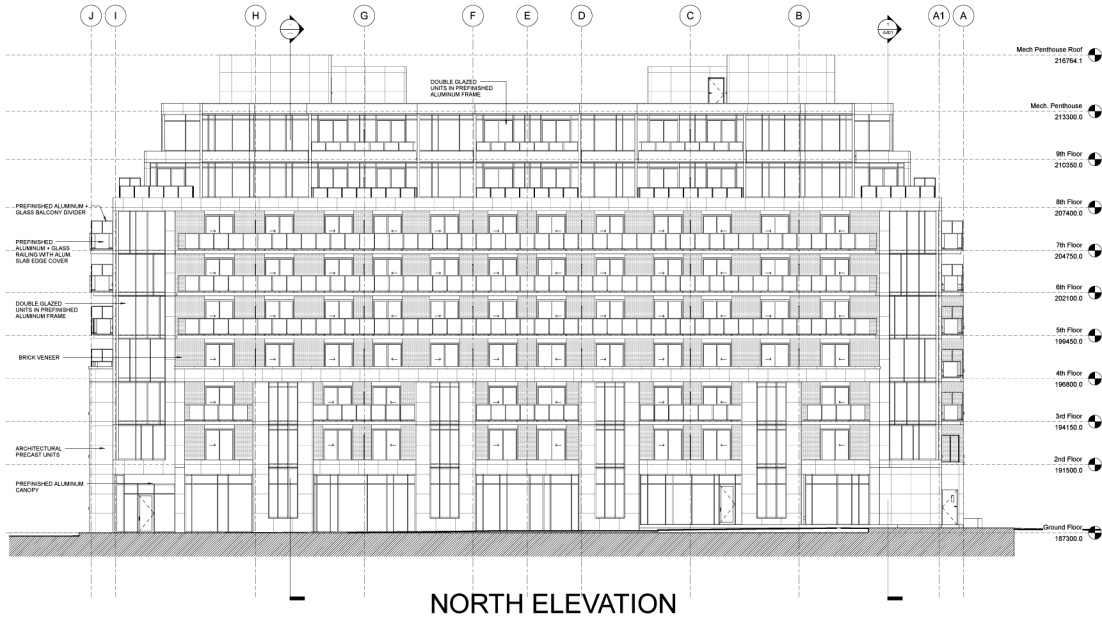 J I H G F E D C B A1 A
-
---
1
A401
Mech Penthouse Roof
216764.1
DOUBLE GLAZED
UNITS IN PREFINISHED
ALUMINUM FRAME
Mech. Penthouse
213300.0
9th Floor
210350.0
PREFINISHED ALUMINUM +
GLASS BALCONY DIVIDER
8th Floor
207400.0
PREFINISHED
ALUMINUM + GLASS
RAILING WITH ALUM.
SLAB EDGE COVER
7th Floor
204750.0
6th Floor
202100.0
DOUBLE GLAZED
UNITS IN PREFINISHED
ALUMINUM FRAME
5th Floor
199450.0
BRICK VENEER
4th Floor
196800.0
3rd Floor
194150.0
ARCHITECTURAL
PRECAST UNITS
2nd Floor
191500.0
PREFINISHED ALUMINUM
CANOPY
Ground Floor
187300.0
NORTH ELEVATION